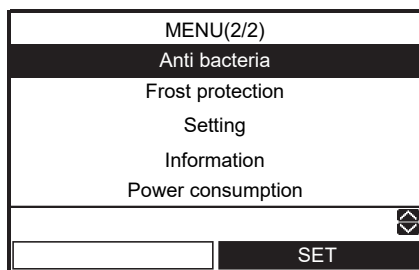 MENU(2/2)
Anti bacteria
Frost protection
Setting
Information
Power consumption
SET